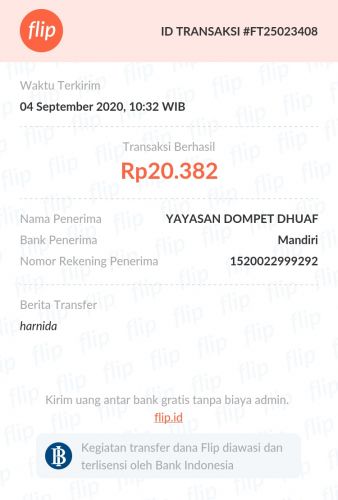 flip
ID TRANSAKSI #FT25023408
Waktu Terkirim
04 September 2020, 10:32 WIB
Transaksi Berhasil
Rp20.382
Nama Penerima YAYASAN DOMPET DHUAF
Bank Penerima Mandiri
Nomor Rekening Penerima 1520022999292
Berita Transfer
harnida
Kirim uang antar bank gratis tanpa biaya admin.
flip.id
Kegiatan transfer dana Flip diawasi dan
terlisensi oleh Bank Indonesia